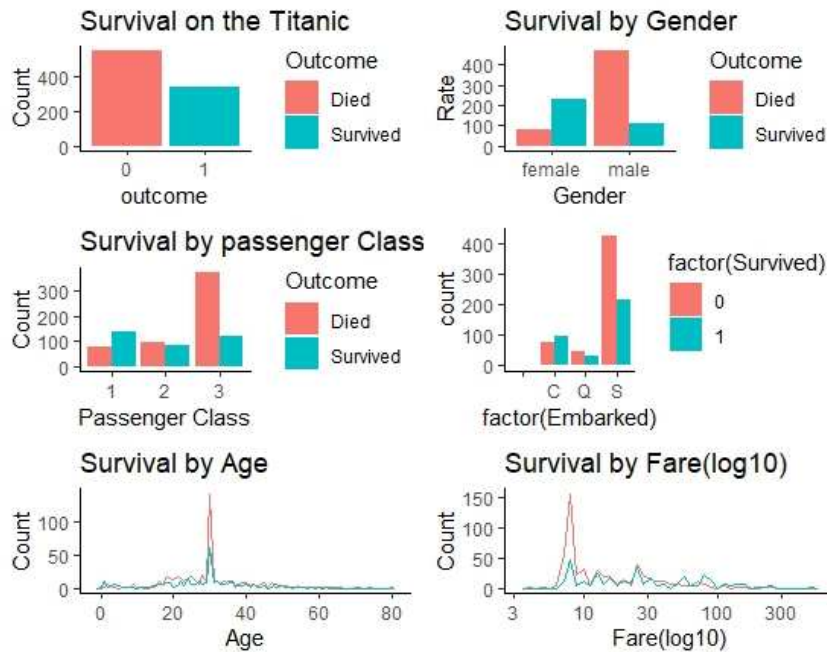 Survival on the Titanic
Count
400
200
0
0
1
outcome
Outcome
Died
Survived
Survival by Gender
Rate
400
300
200
100
0
female
male
Gender
Outcome
Died
Survived
Survival by passenger Class
Count
300
200
100
0
1
2
3
Passenger Class
Outcome
Died
Survived
count
400
300
200
100
0
C
Q
S
factor(Embarked)
factor(Survived)
0
1
Survival by Age
Count
100
50
0
0
20
40
60
80
Age
Survival by Fare(log10)
Count
150
100
50
0
3
10
30
100
300
Fare(log10)